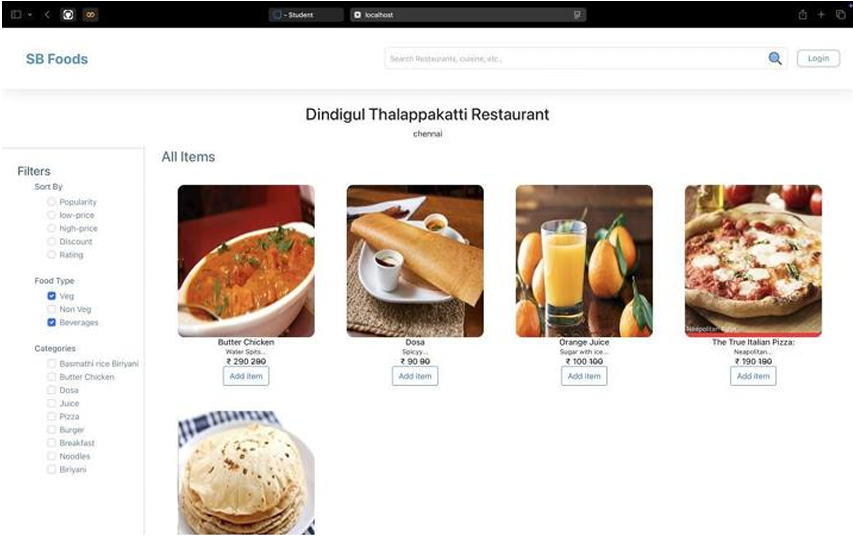 - Student
localhost
SB Foods
Search Restaurants, cuisine, etc.,
Login
Dindigul Thalappakatti Restaurant
chennai
All Items
Filters
Sort By
Popularity
low-price
high-price
Discount
Rating
Food Type
Veg
Non Veg
Beverages
Categories
Basmathi rice Biriyani
Butter Chicken
Dosa
Juice
Pizza
Burger
Breakfast
Noodles
Biriyani
Butter Chicken
Water Spits...
₹ 290 290
Add item
Dosa
Spicyy...
₹ 90 90
Add item
Orange Juice
Sugar with ice...
₹ 100 100
Add item
Neapolitan
The True Italian Pizza:
Neapolitan...
₹ 190 190
Add item